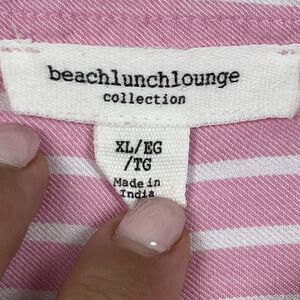 beachlunchlounge
collection
XL/EG
/TG
Made in
India